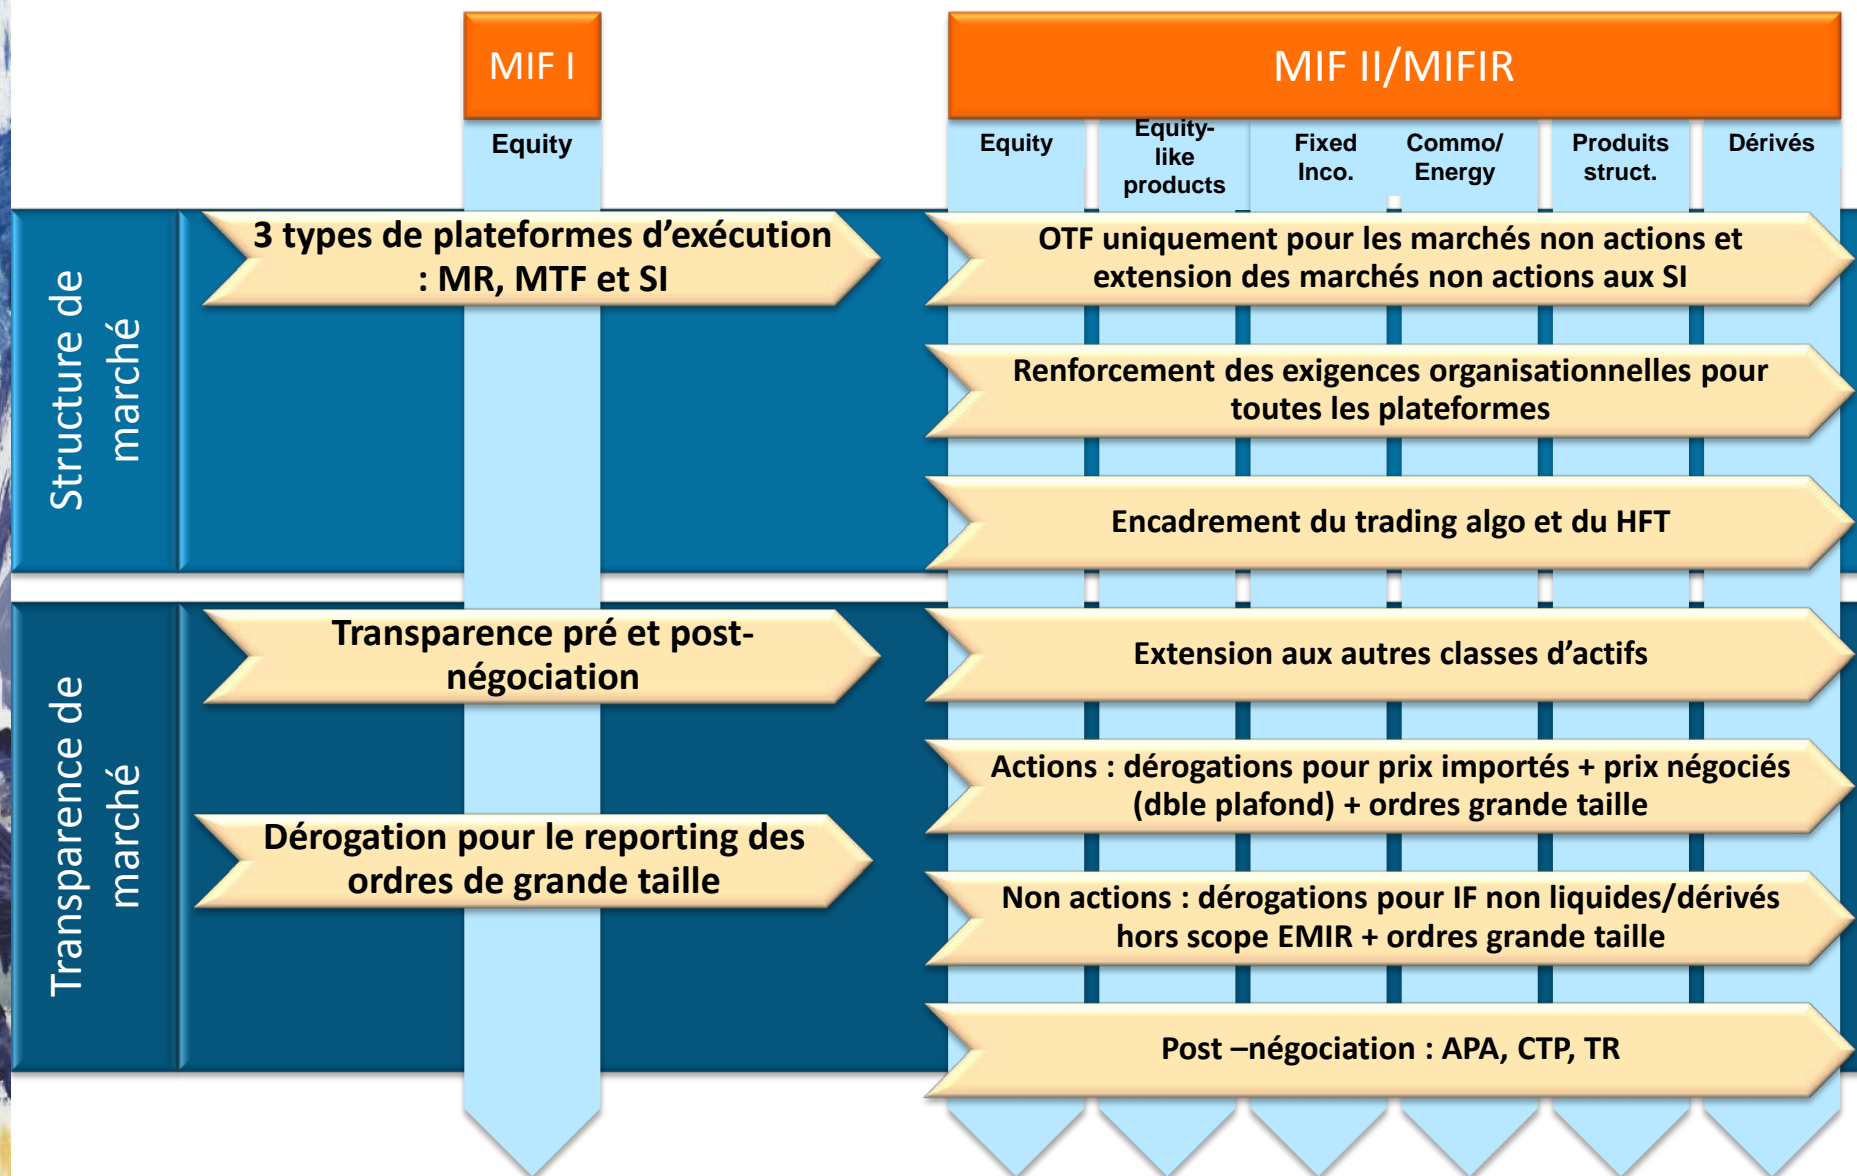 MIF I
MIF II/MIFIR
Equity
Equity
Equity-
like
products
Fixed
Inco.
Commo/
Energy
Produits
struct.
Dérivés
Structure de
marché
3 types de plateformes d’exécution
: MR, MTF et SI
OTF uniquement pour les marchés non actions et
extension des marchés non actions aux SI
Renforcement des exigences organisationnelles pour
toutes les plateformes
Encadrement du trading algo et du HFT
Transparence de
marché
Transparence pré et post-
négociation
Dérogation pour le reporting des
ordres de grande taille
Extension aux autres classes d’actifs
Actions : dérogations pour prix importés + prix négociés
(dble plafond) + ordres grande taille
Non actions : dérogations pour IF non liquides/dérivés
hors scope EMIR + ordres grande taille
Post –négociation : APA, CTP, TR